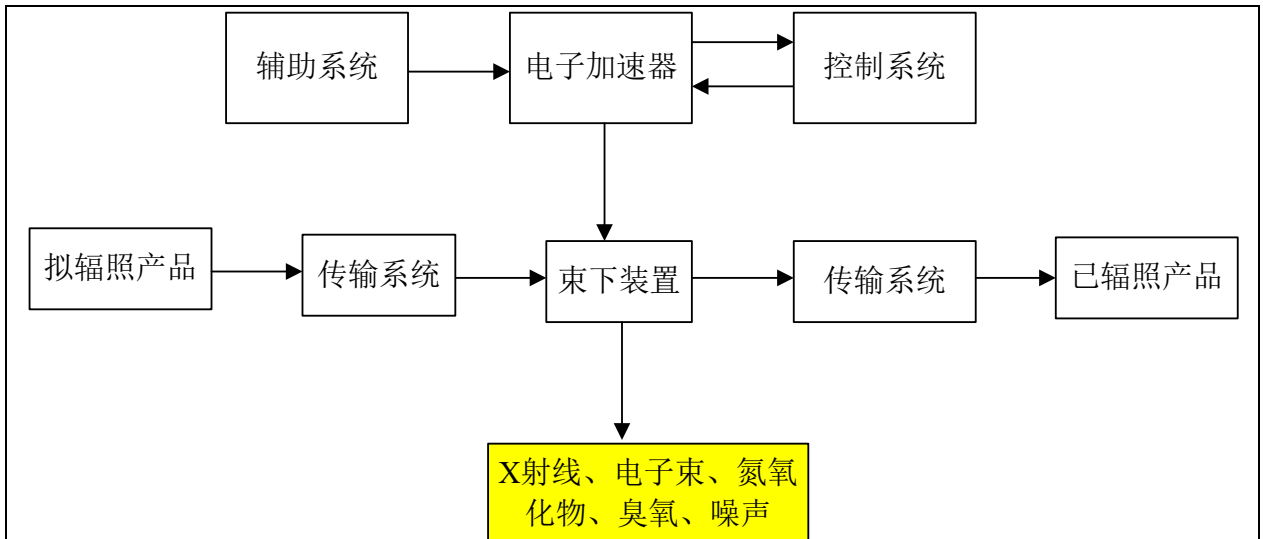 辅助系统
电子加速器
控制系统
拟辐照产品
传输系统
束下装置
传输系统
已辐照产品
X射线、电子束、氮氧
化物、臭氧、噪声